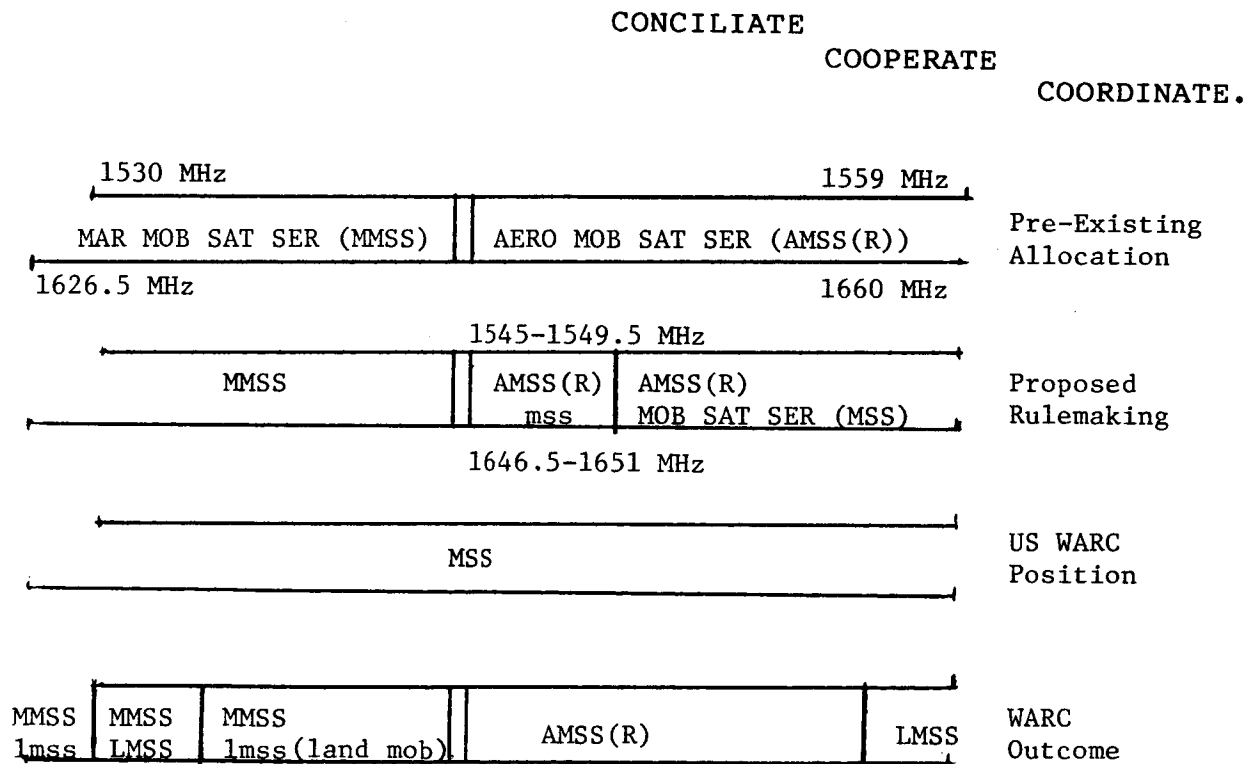 CONCILIATE
COOPERATE
COORDINATE.
1530 MHz
1559 MHz
MAR MOB SAT SER (MMSS)
AERO MOB SAT SER (AMSS(R))
Pre-Existing
Allocation
1626.5 MHz
1660 MHz
1545-1549.5 MHz
MMSS
AMSS(R)
mss
AMSS(R)
MOB SAT SER (MSS)
Proposed
Rulemaking
1646.5-1651 MHz
MSS
US WARC
Position
MMSS
lmss
MMSS
LMSS
MMSS
lmss(land mob)
AMSS(R)
LMSS
WARC
Outcome